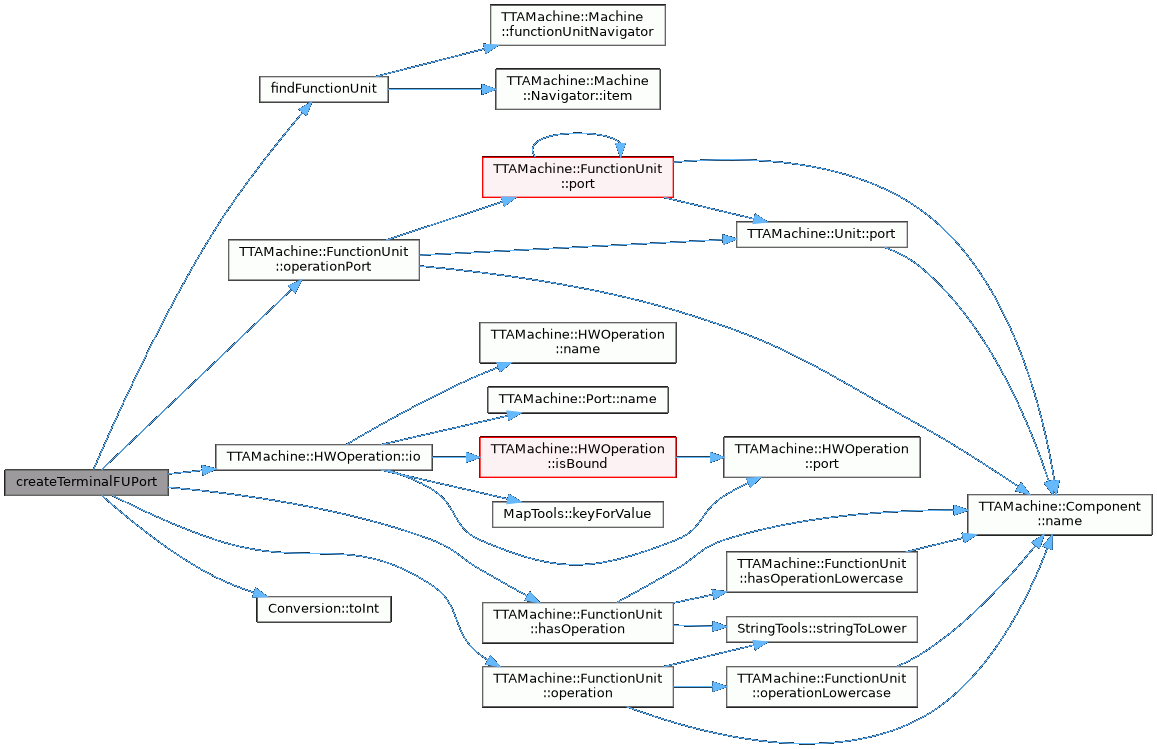 TTAMachine::Machine
::functionUnitNavigator
findFunctionUnit
TTAMachine::Machine
::Navigator::item
TTAMachine::FunctionUnit
::port
TTAMachine::Unit::port
TTAMachine::FunctionUnit
::operationPort
TTAMachine::HWOperation
::name
TTAMachine::Port::name
TTAMachine::HWOperation::io
TTAMachine::HWOperation
::isBound
TTAMachine::HWOperation
::port
createTerminalFUPort
MapTools::keyForValue
TTAMachine::Component
::name
TTAMachine::FunctionUnit
::hasOperationLowercase
Conversion::toInt
TTAMachine::FunctionUnit
::hasOperation
StringTools::stringToLower
TTAMachine::FunctionUnit
::operation
TTAMachine::FunctionUnit
::operationLowercase